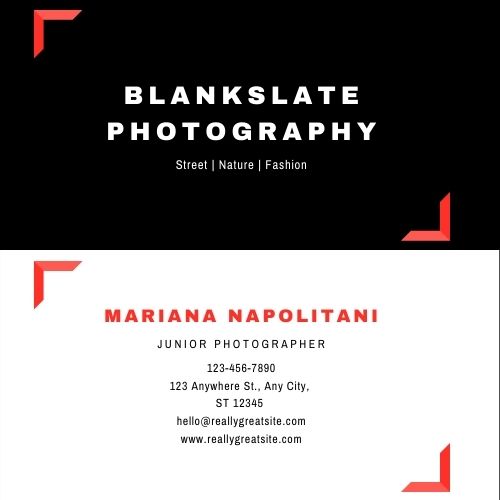 BLANKSLATE
PHOTOGRAPHY
Street | Nature | Fashion
MARIANA NAPOLITANI
JUNIOR PHOTOGRAPHER
123-456-7890
123 Anywhere St., Any City,
ST 12345
hello@reallygreatsite.com
www.reallygreatsite.com